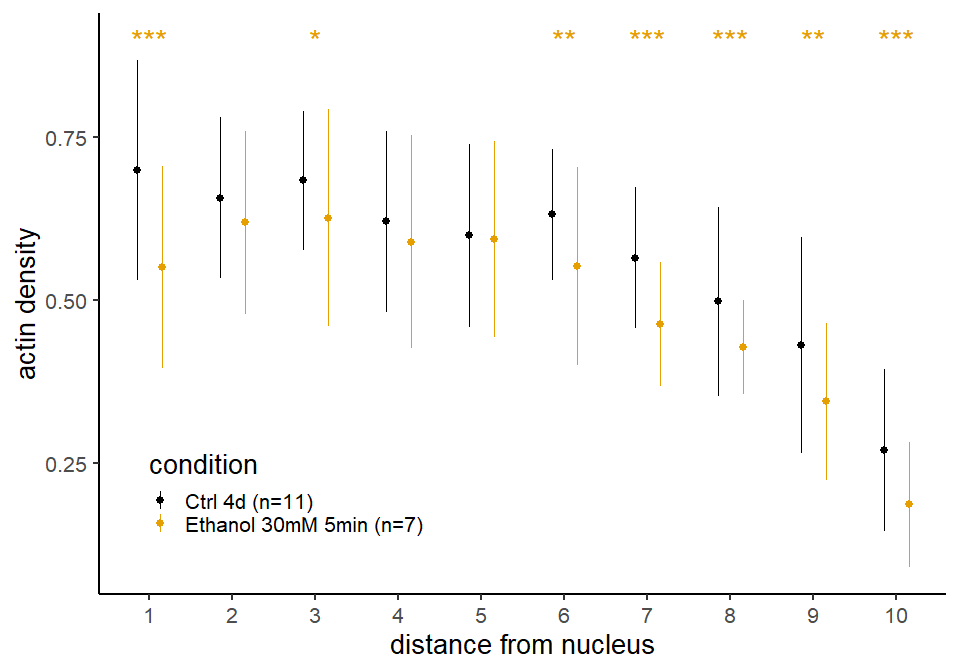 *** * ** *** *** ** ***
0.75
0.50
0.25
actin density
condition
Ctrl 4d (n=11)
Ethanol 30mM 5min (n=7)
1 2 3 4 5 6 7 8 9 10
distance from nucleus